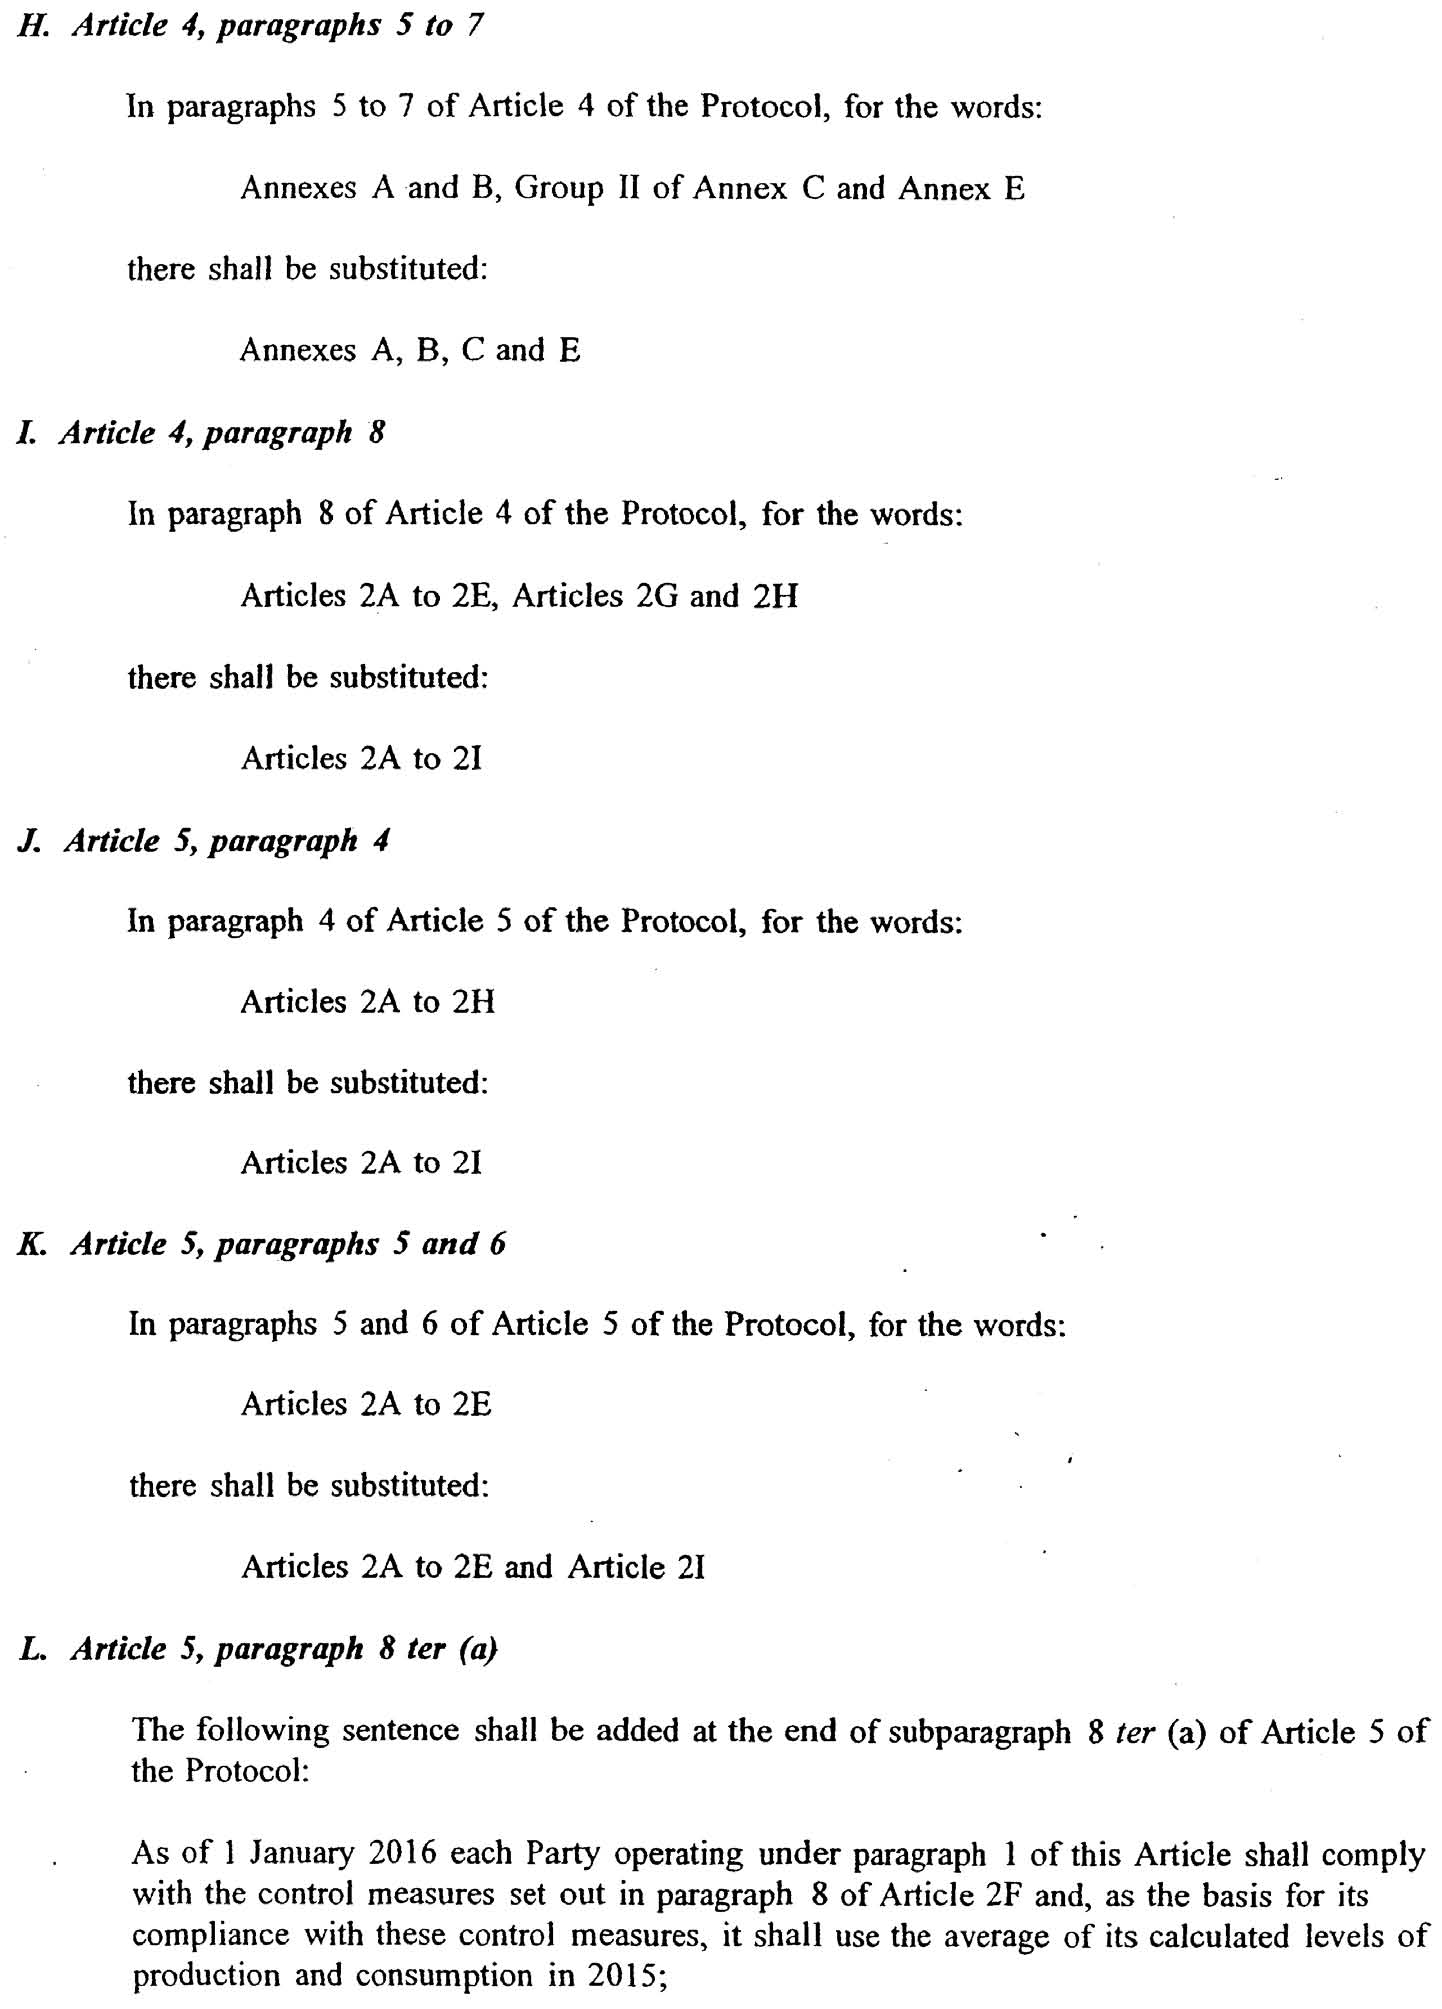 H. Article 4, paragraphs 5 to 7
In paragraphs 5 to 7 of Article 4 of the Protocol, for the words:
Annexes A and B, Group II of Annex C and Annex E
there shall be substituted:
Annexes A, B, C and E
I. Article 4, paragraph 8
In paragraph 8 of Article 4 of the Protocol, for the words:
Articles 2A to 2E, Articles 2G and 2H
there shall be substituted:
Articles 2A to 2I
J. Article 5, paragraph 4
In paragraph 4 of Article 5 of the Protocol, for the words:
Articles 2A to 2H
there shall be substituted:
Articles 2A to 2I
K. Article 5, paragraphs 5 and 6
In paragraphs 5 and 6 of Article 5 of the Protocol, for the words:
Articles 2A to 2E
there shall be substituted:
Articles 2A to 2E and Article 2I
L. Article 5, paragraph 8 ter (a)
The following sentence shall be added at the end of subparagraph 8 ter (a) of Article 5 of
the Protocol:
As of 1 January 2016 each Party operating under paragraph 1 of this Article shall comply
with the control measures set out in paragraph 8 of Article 2F and, as the basis for its
compliance with these control measures, it shall use the average of its calculated levels of
production and consumption in 2015;